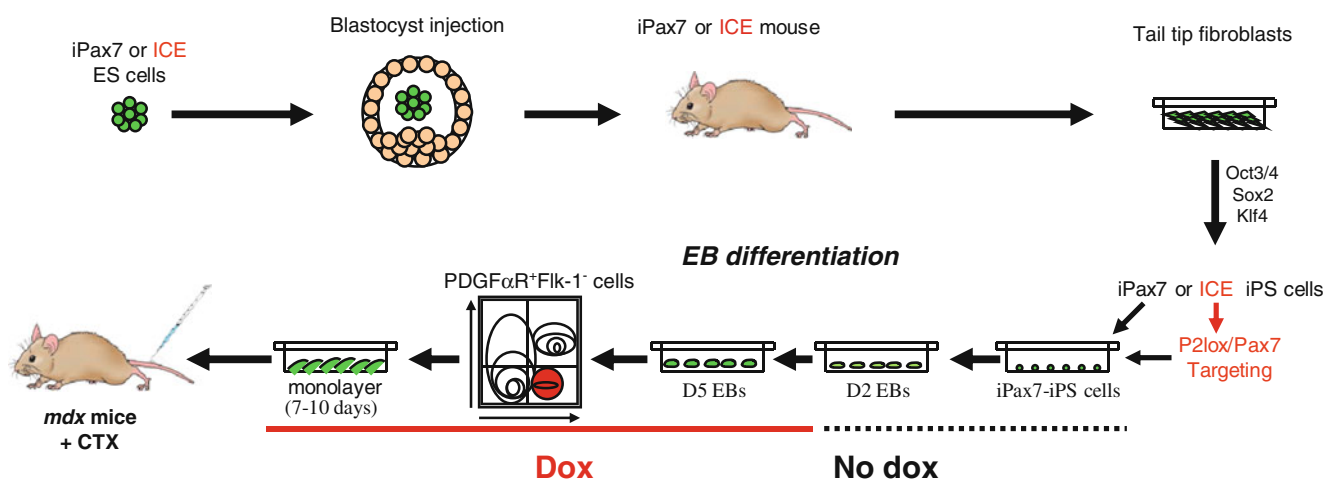 iPax7 or ICE
ES cells
Blastocyst injection
iPax7 or ICE mouse
Tail tip fibroblasts
Oct3/4
Sox2
Klf4
iPax7 or ICE iPS cells
P2lox/Pax7
Targeting
EB differentiation
iPax7-iPS cells
D2 EBs
D5 EBs
PDGFαR⁺Flk-1⁻ cells
monolayer
(7-10 days)
mdx mice
+ CTX
Dox
No dox